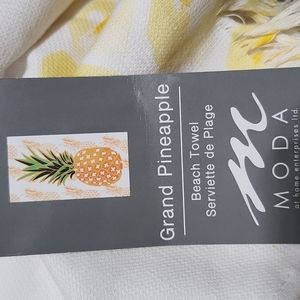 Grand Pineapple
Beach Towel
Serviette de Plage
m
MODA
at home enterprises ltd.